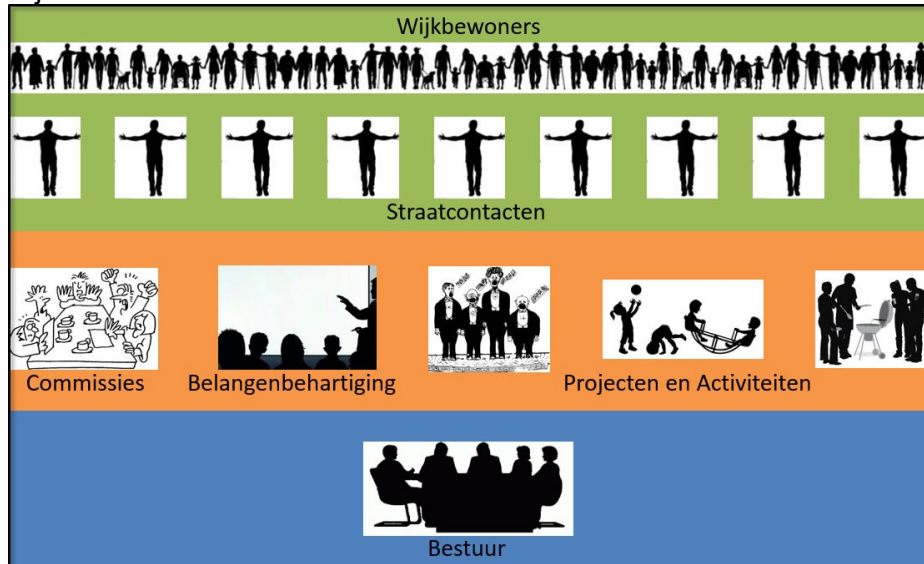 Wijkbewoners
Straatcontacten
Commissies
Belangenbehartiging
Projecten en Activiteiten
Bestuur